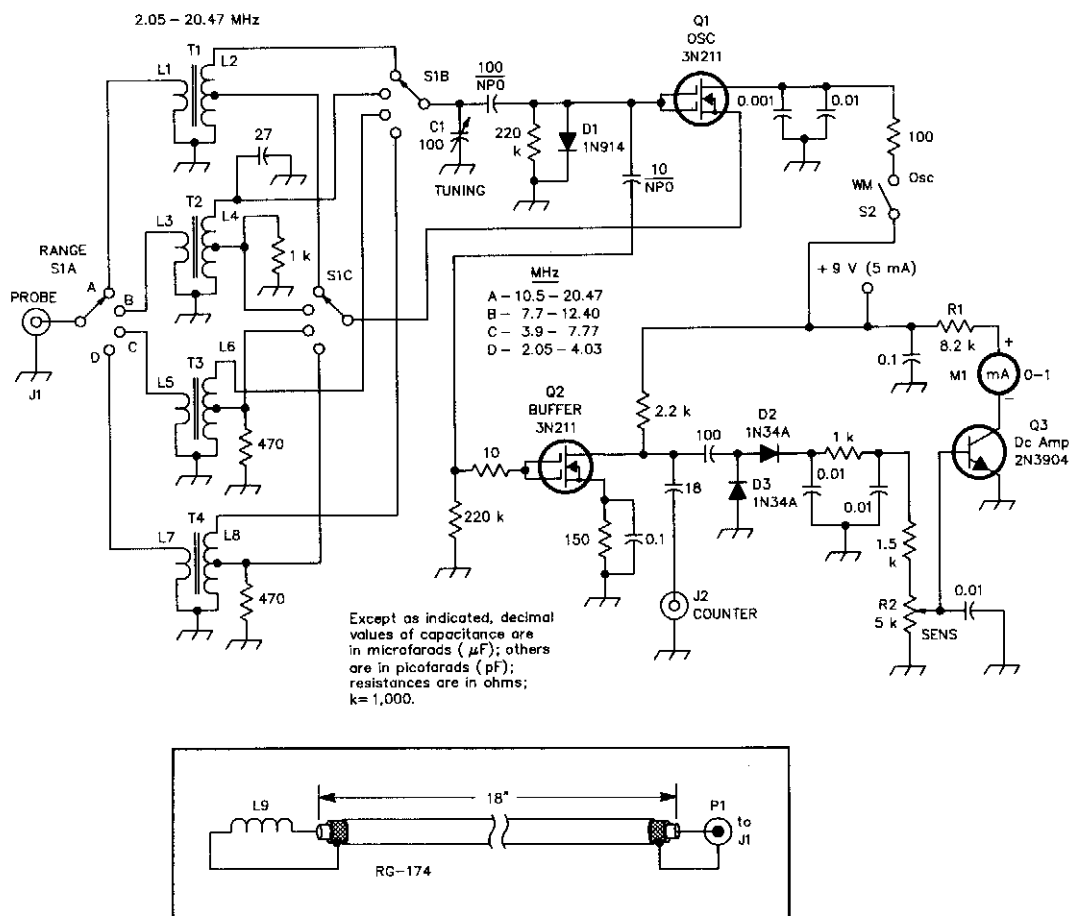 2.05 – 20.47 MHz
T1
L1
L2
S1B
100
NPO
C1
100
TUNING
220
k
D1
1N914
10
NPO
Q1
OSC
3N211
0.001
0.01
100
Osc
WM
S2
27
T2
L3
L4
1 k
RANGE
S1A
PROBE
J1
A
B
C
D
S1C
MHz
A – 10.5 – 20.47
B – 7.7 – 12.40
C – 3.9 – 7.77
D – 2.05 – 4.03
+ 9 V (5 mA)
R1
8.2 k
0.1
+
M1
mA
0–1
–
T3
L5
L6
470
Q2
BUFFER
3N211
2.2 k
100
D2
1N34A
1 k
Q3
Dc Amp
2N3904
10
220 k
150
0.1
18
D3
1N34A
0.01
0.01
1.5
k
R2
5 k
SENS
0.01
J2
COUNTER
T4
L7
L8
470
Except as indicated, decimal
values of capacitance are
in microfarads ( µF); others
are in picofarads ( pF);
resistances are in ohms;
k= 1,000.
L9
18"
P1
to
J1
RG–174